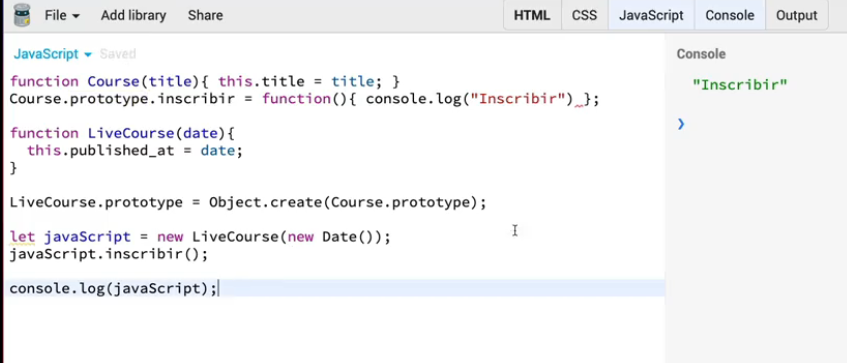 File Add library Share HTML CSS JavaScript Console Output
JavaScript Saved
Console
function Course(title){ this.title = title; }
Course.prototype.inscribir = function(){ console.log("Inscribir") };
function LiveCourse(date){
this.published_at = date;
}
LiveCourse.prototype = Object.create(Course.prototype);
let javaScript = new LiveCourse(new Date());
javaScript.inscribir();
console.log(javaScript);
"Inscribir"